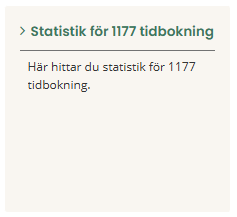 Statistik för 1177 tidbokning
Här hittar du statistik för 1177
tidbokning.